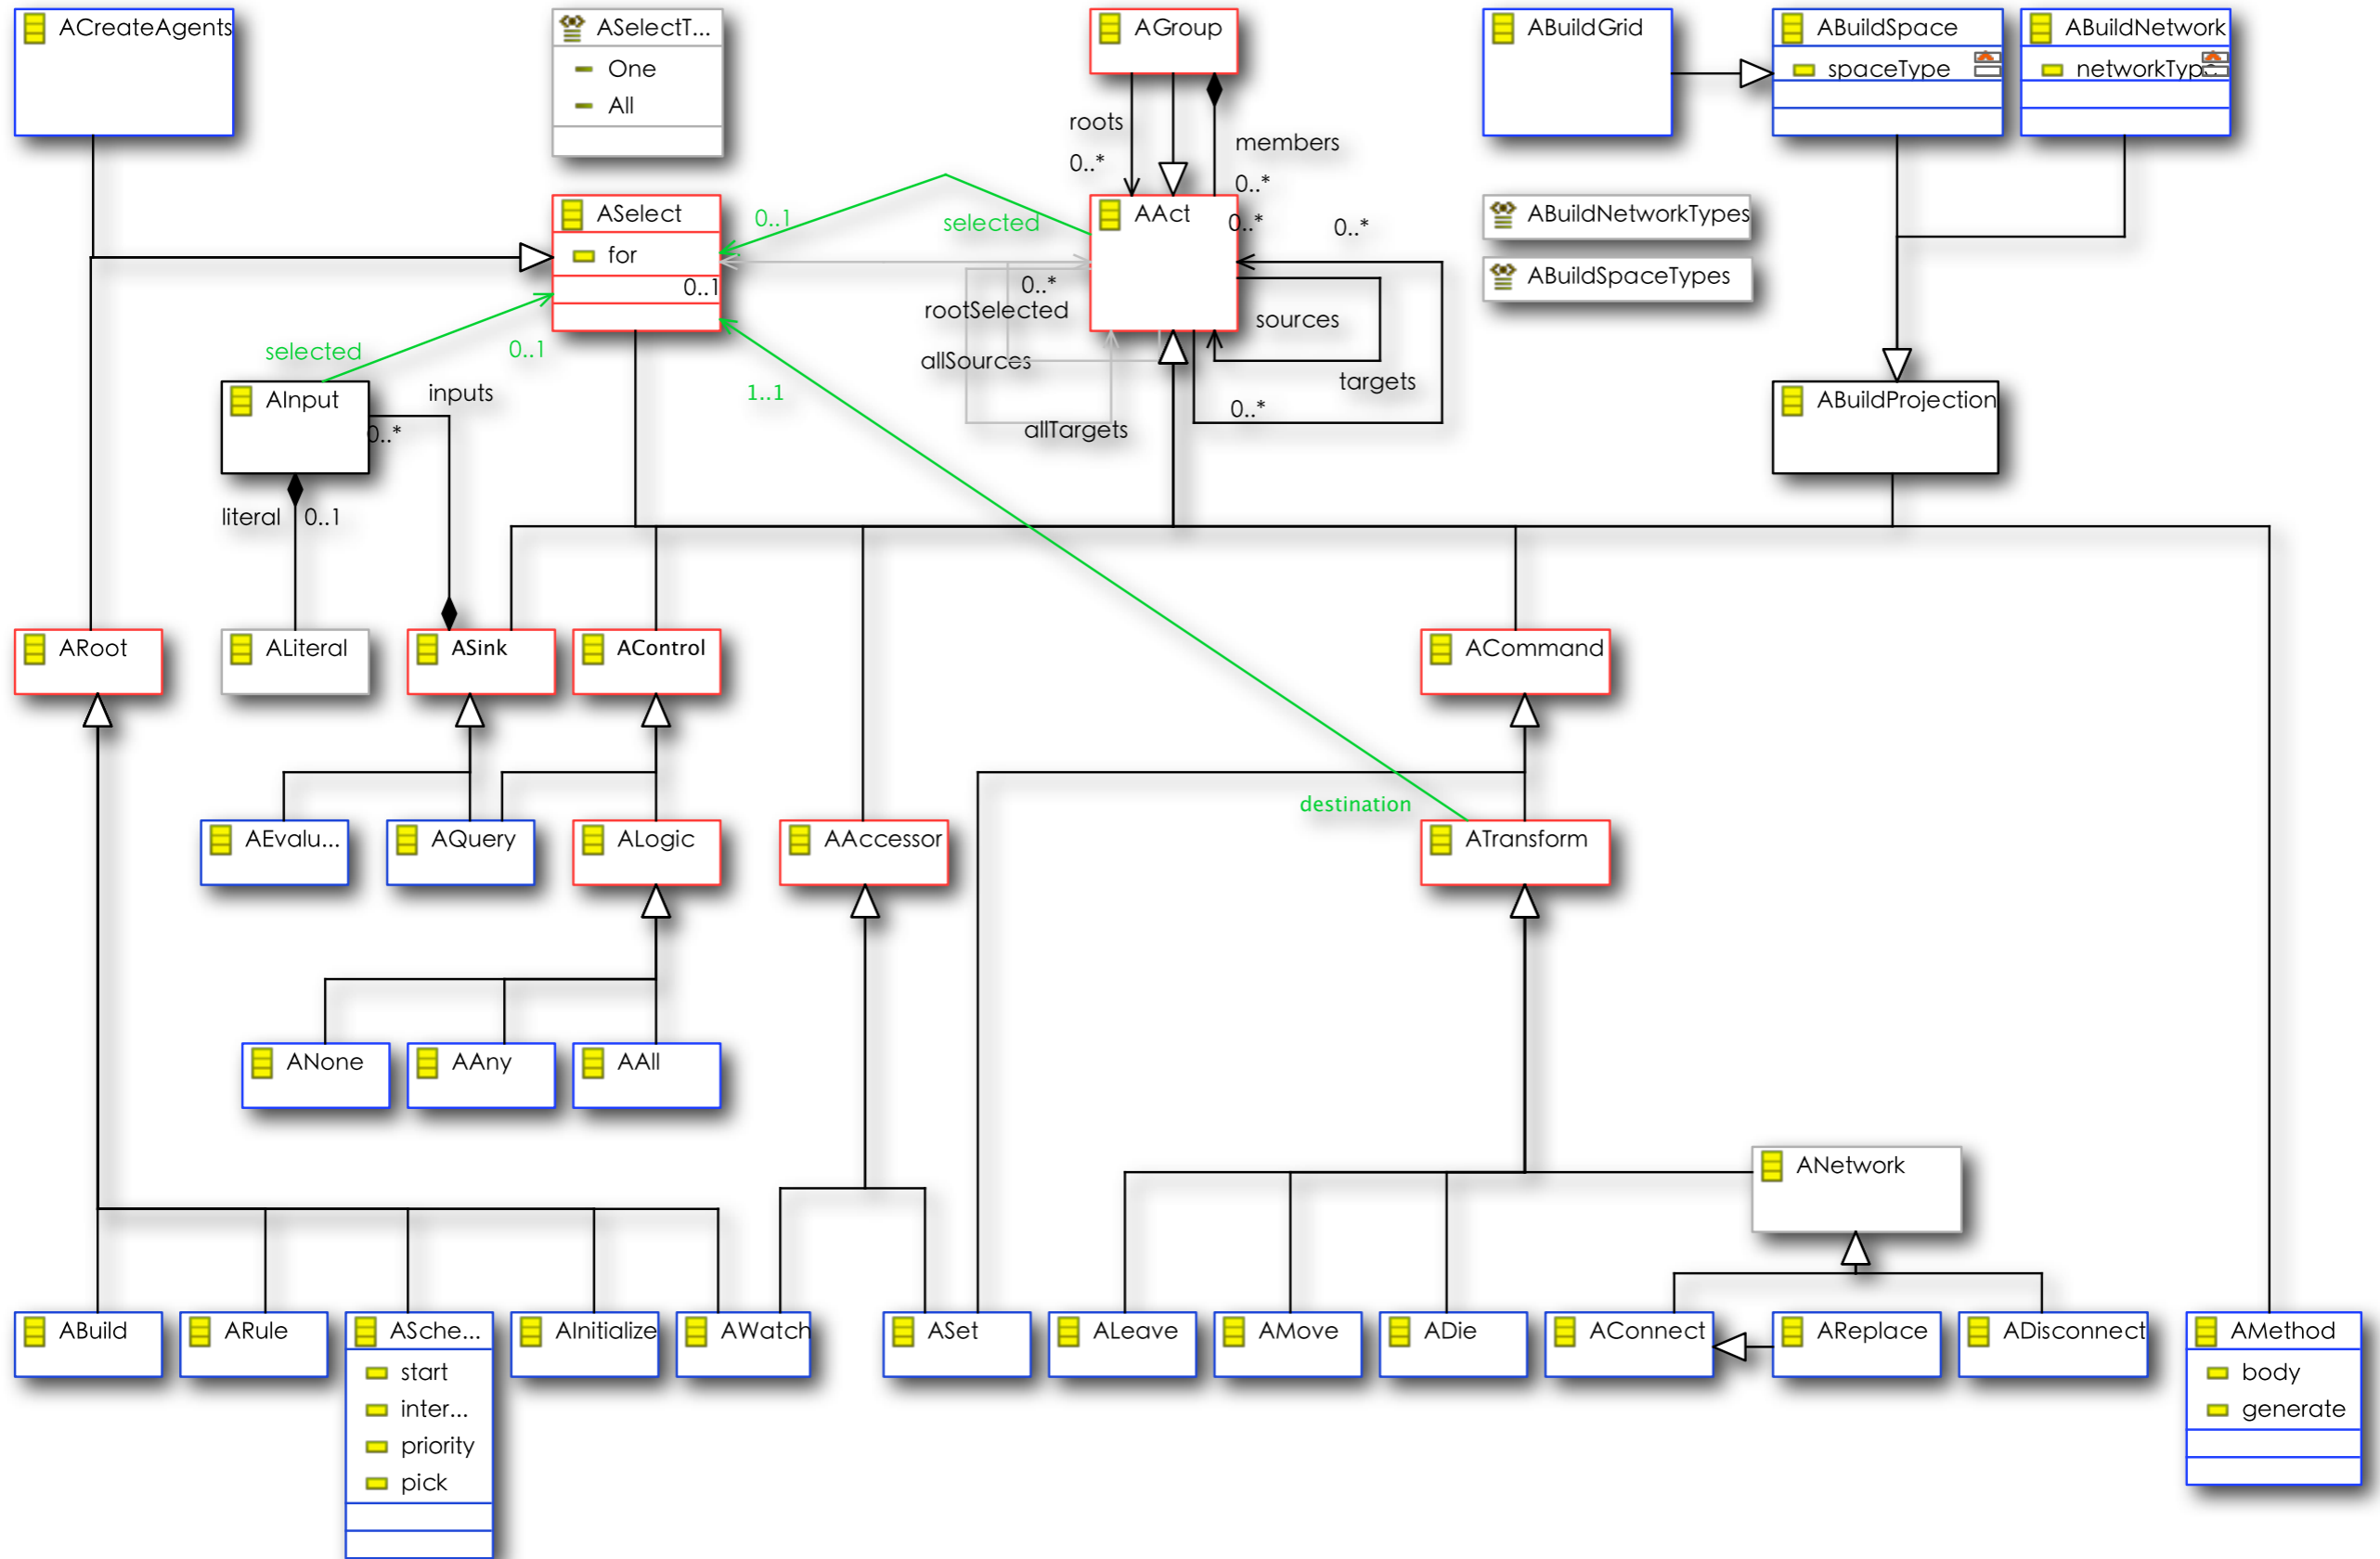 ACreateAgents
ASelectT...
One
All
AGroup
ABuildGrid
ABuildSpace
spaceType
ABuildNetwork
networkType
roots
0..*
members
0..*
ASelect
for
0..1
0..1
selected
AAct
0..*
0..*
0..*
rootSelected
allSources
allTargets
sources
targets
0..*
ABuildNetworkTypes
ABuildSpaceTypes
selected
0..1
1..1
AInput
inputs
0..*
literal
0..1
ABuildProjection
ARoot
ALiteral
ASink
AControl
ACommand
destination
AEvalu...
AQuery
ALogic
AAccessor
ATransform
ANone
AAny
AAll
ANetwork
ABuild
ARule
ASche...
start
inter...
priority
pick
AInitialize
AWatch
ASet
ALeave
AMove
ADie
AConnect
AReplace
ADisconnect
AMethod
body
generate